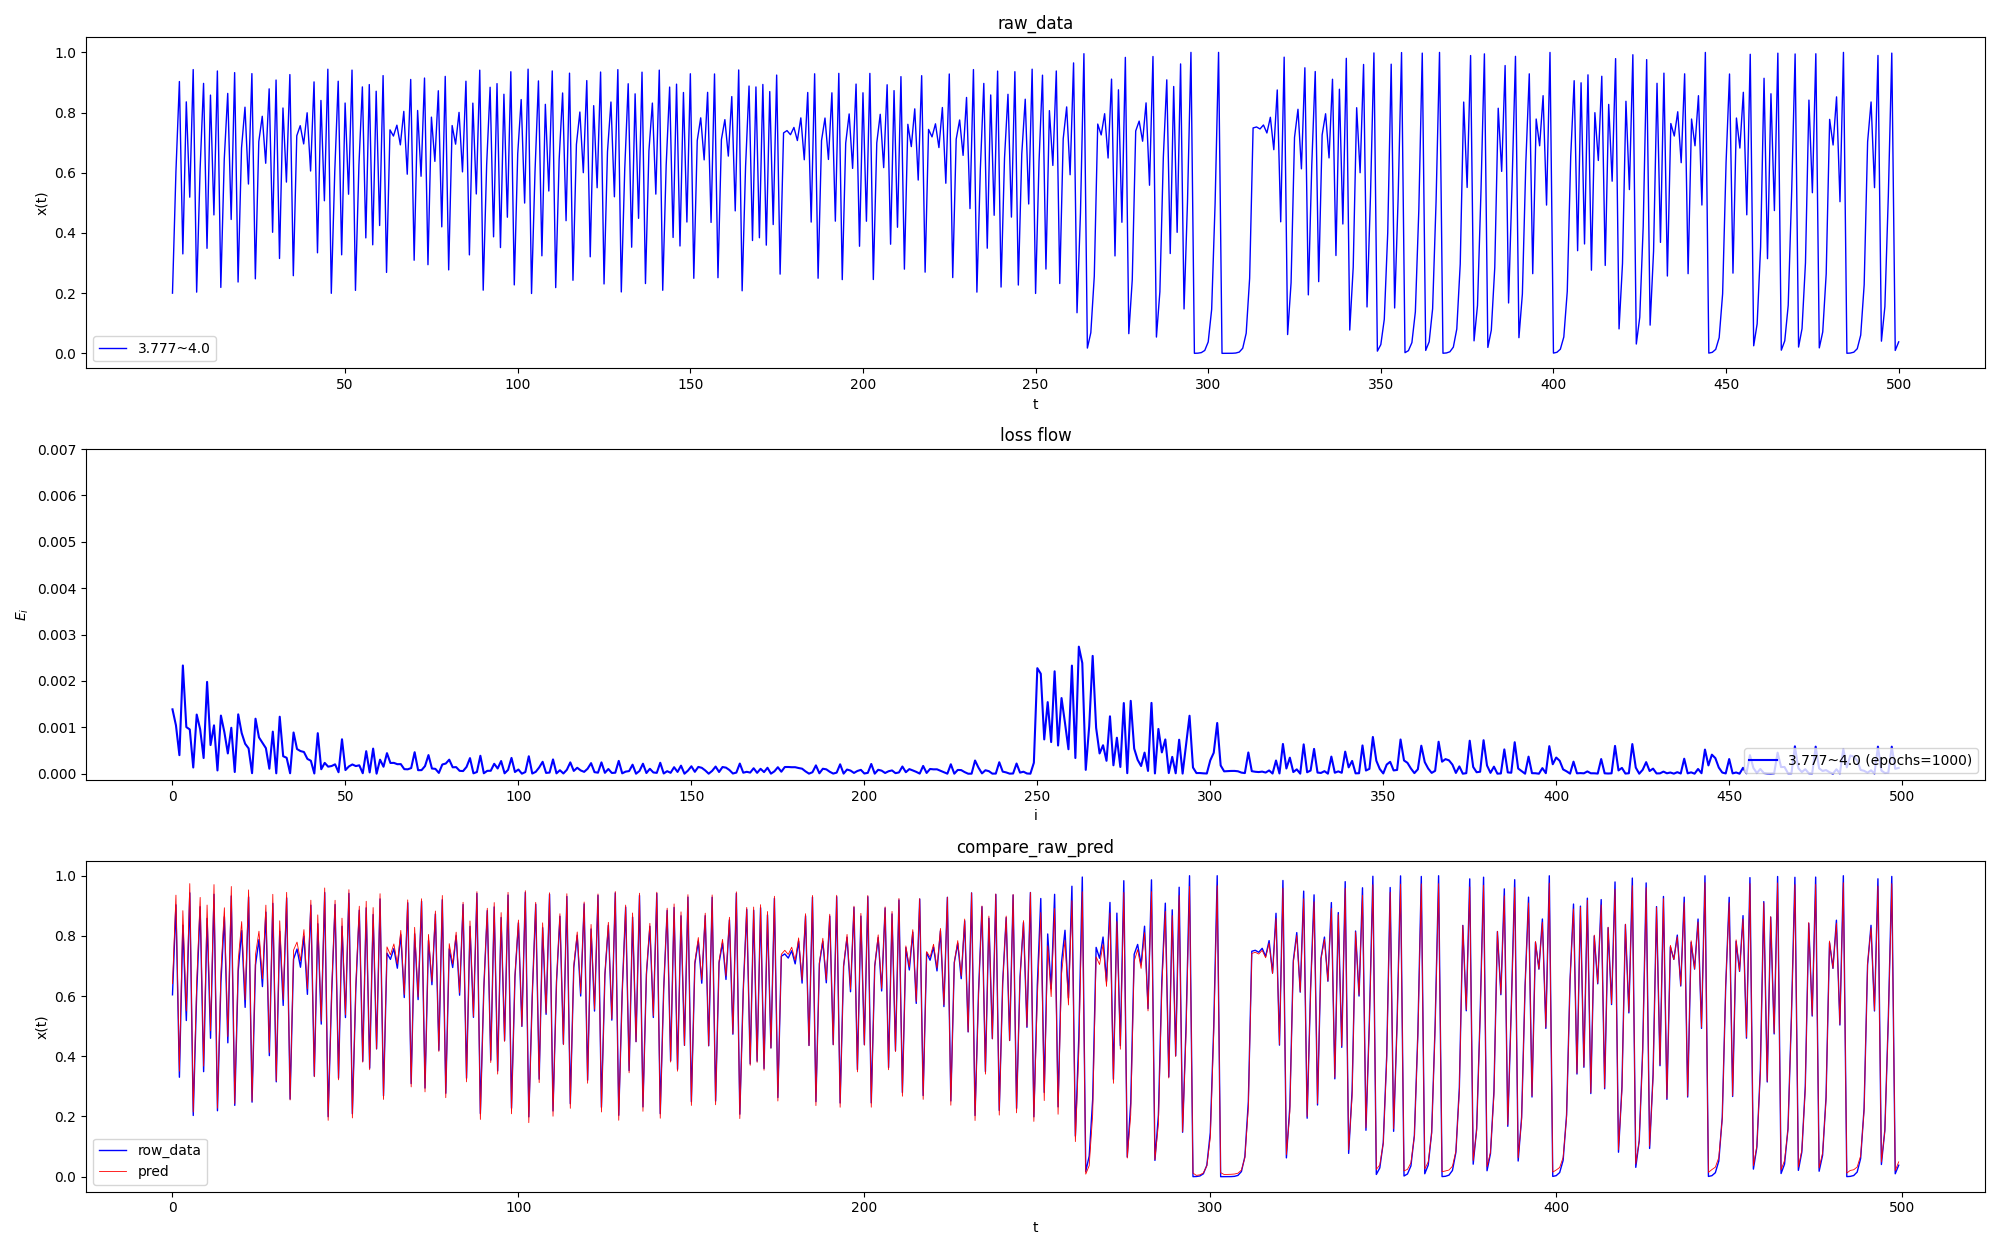 raw_data
1.0
0.8
0.6
0.4
0.2
0.0
x(t)
3.777~4.0
50 100 150 200 250 300 350 400 450 500
t
loss flow
0.007
0.006
0.005
0.004
0.003
0.002
0.001
0.000
E_i
3.777~4.0 (epochs=1000)
0 50 100 150 200 250 300 350 400 450 500
i
compare_raw_pred
1.0
0.8
0.6
0.4
0.2
0.0
x(t)
row_data
pred
0 100 200 300 400 500
t